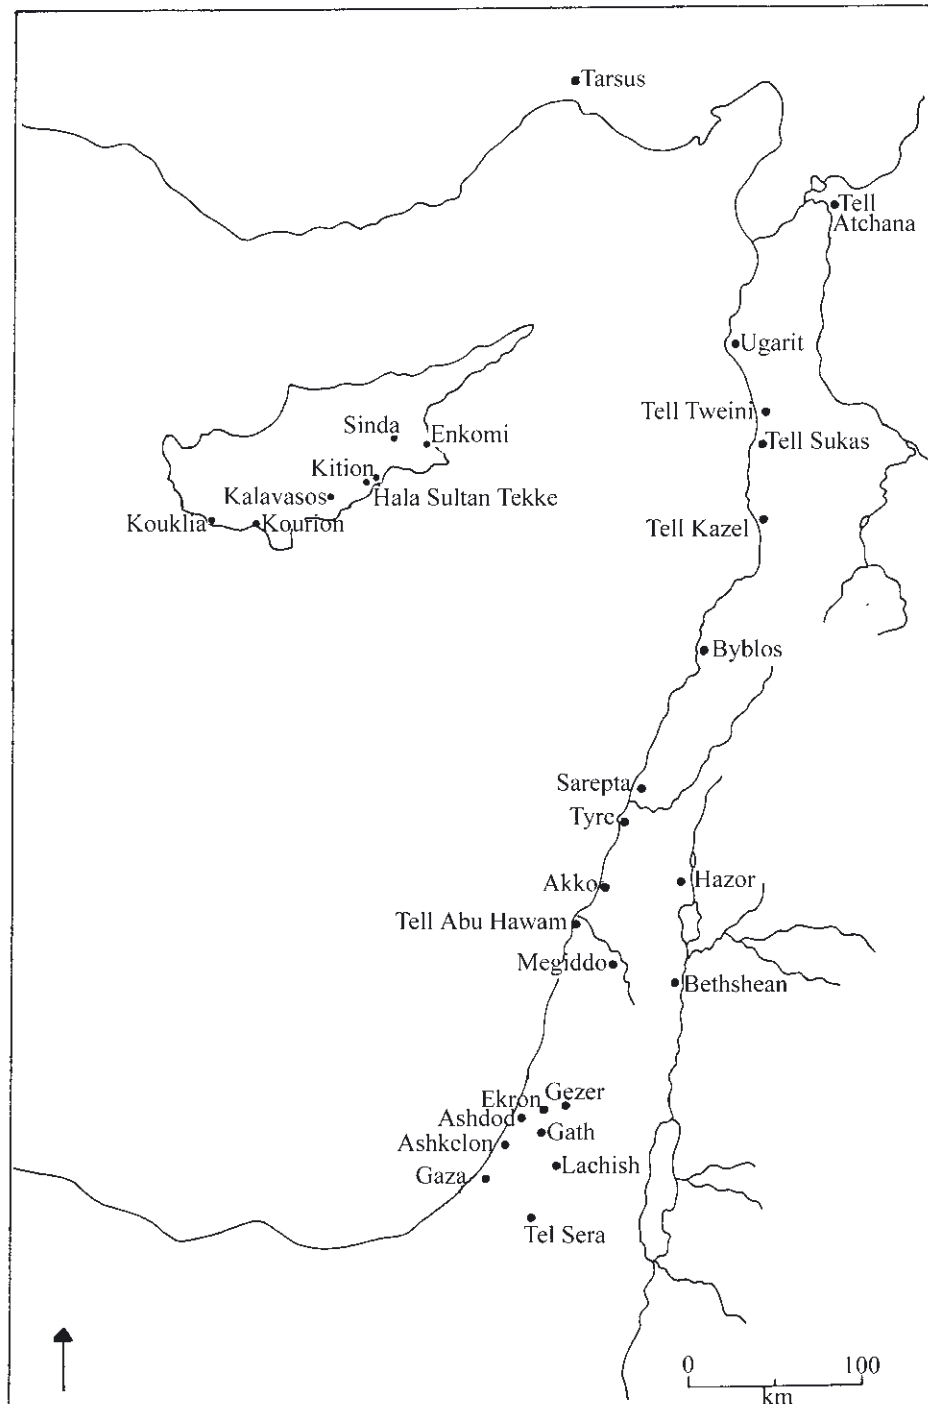 Tarsus
Tell
Atchana
Ugarit
Tell Tweini
Tell Sukas
Sinda
Enkomi
Kition
Hala Sultan Tekke
Kalavasos
Kouklia
Kourion
Tell Kazel
Byblos
Sarepta
Tyre
Akko
Hazor
Tell Abu Hawam
Megiddo
Bethshean
Gezer
Ekron
Ashdod
Gath
Ashkelon
Lachish
Gaza
Tel Sera
0 100
km